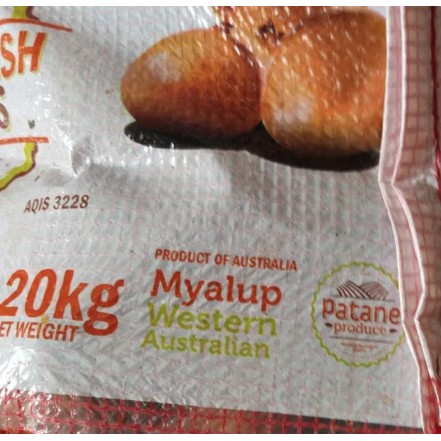 SH
S
AQIS 3228
PRODUCT OF AUSTRALIA
20kg
ET WEIGHT
Myalup
Western
Australian
Patane
produce